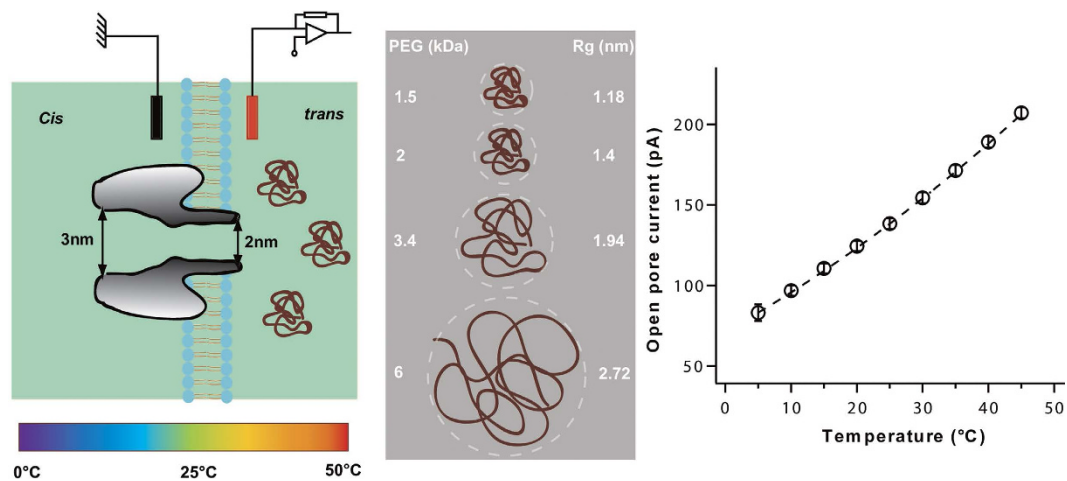 Cis
trans
3nm
2nm
0°C 25°C 50°C
PEG (kDa) Rg (nm)
1.5 1.18
2 1.4
3.4 1.94
6 2.72
Open pore current (pA)
200
150
100
50
0 10 20 30 40 50
Temperature (°C)